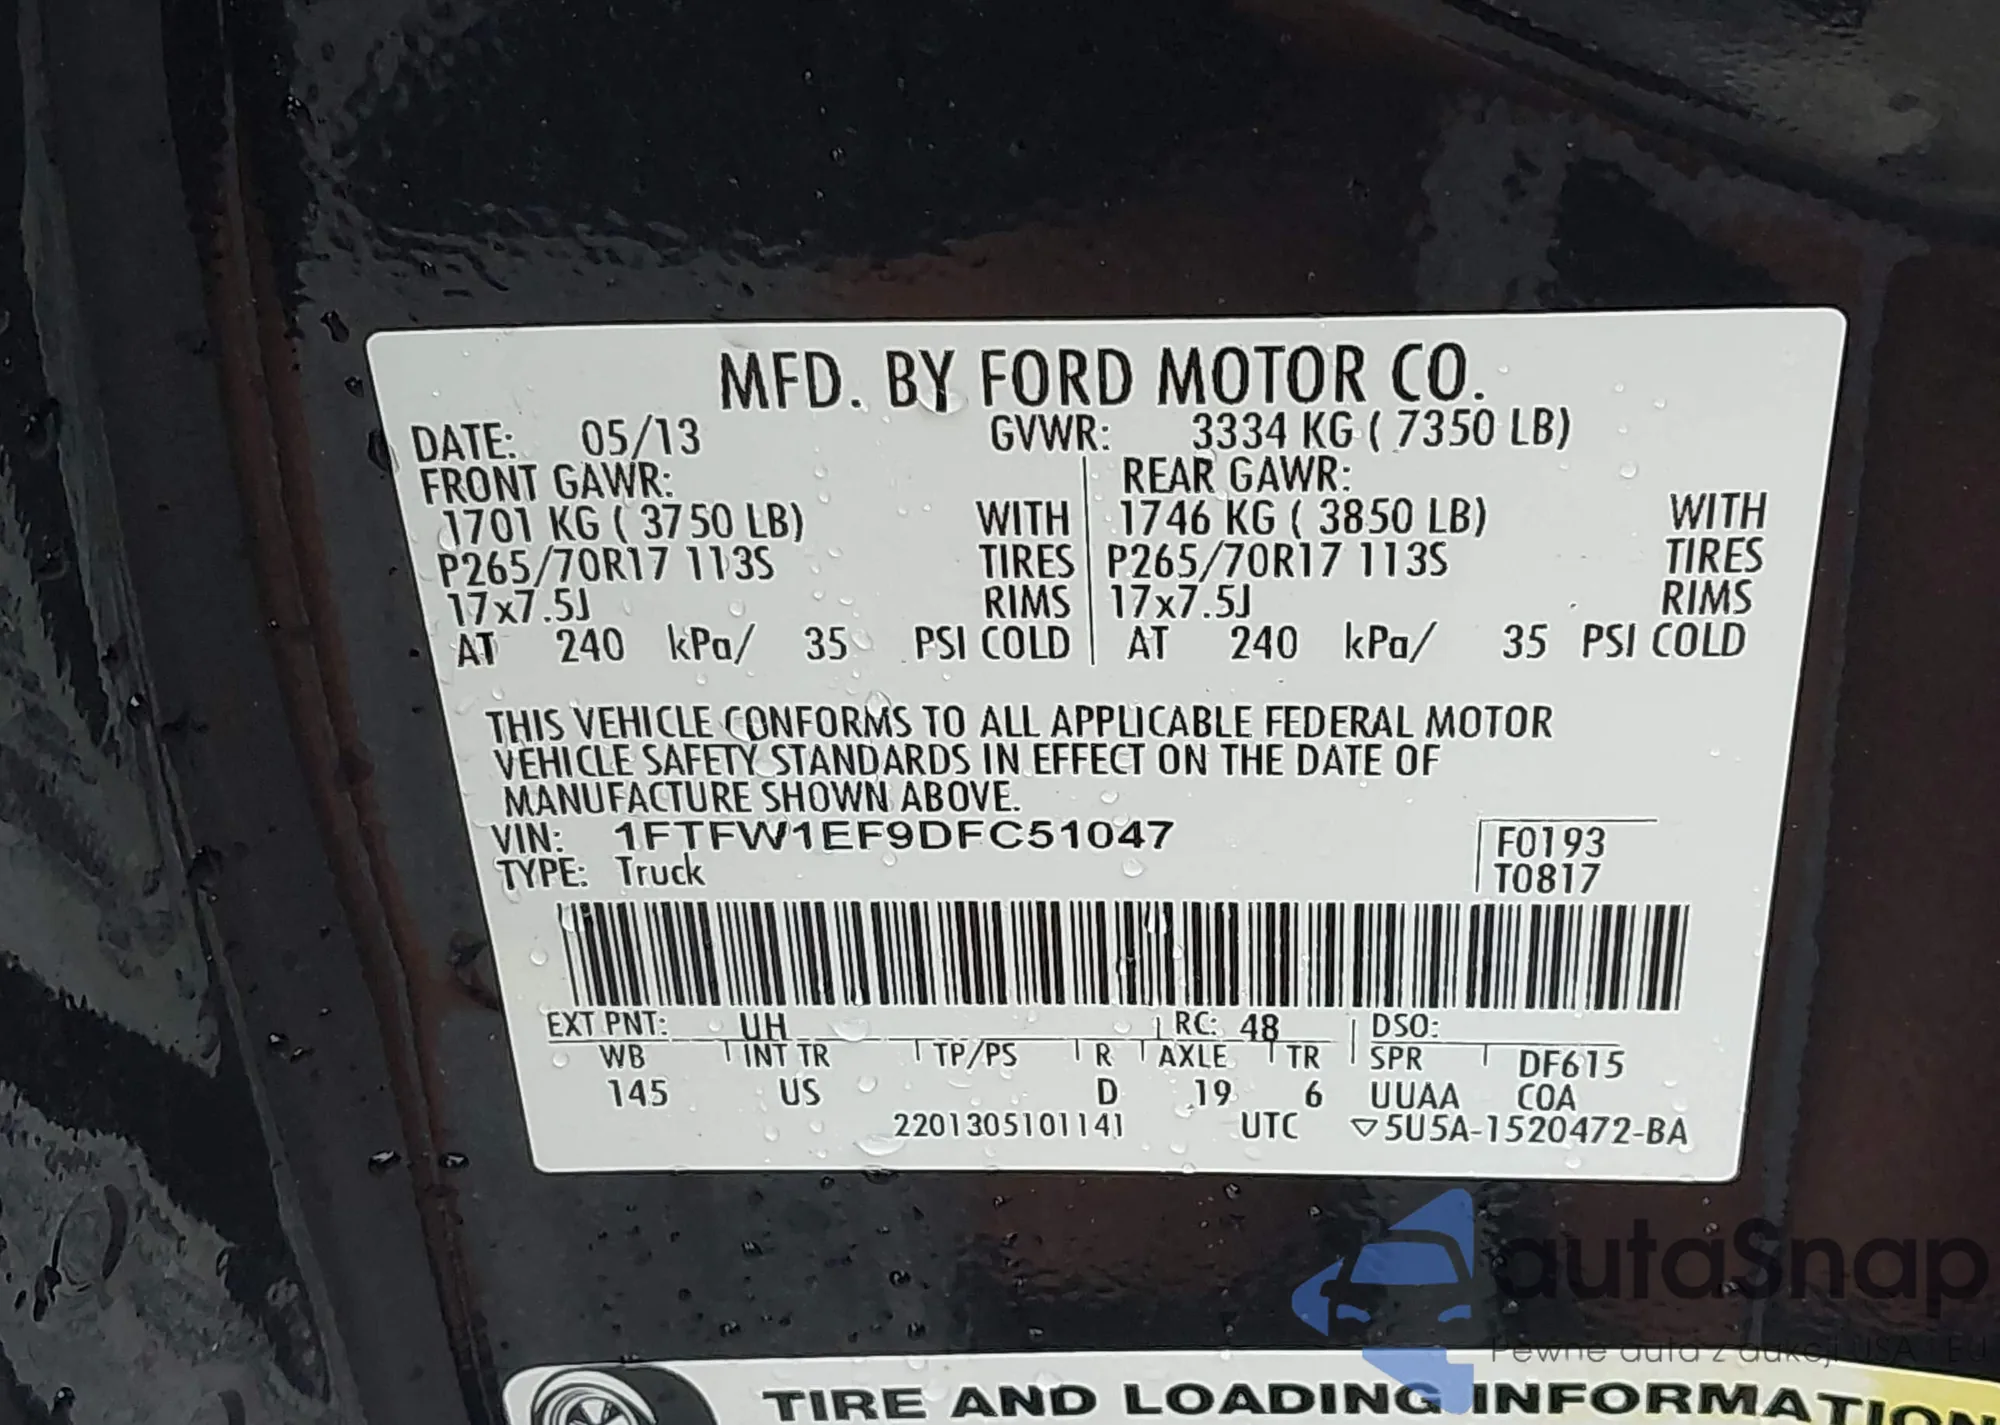 MFD. BY FORD MOTOR CO.
DATE: 05/13 GVWR: 3334 KG ( 7350 LB)
FRONT GAWR: REAR GAWR:
1701 KG ( 3750 LB) WITH 1746 KG ( 3850 LB) WITH
P265/70R17 113S TIRES P265/70R17 113S TIRES
17x7.5J RIMS 17x7.5J RIMS
AT 240 kPa/ 35 PSI COLD AT 240 kPa/ 35 PSI COLD
THIS VEHICLE CONFORMS TO ALL APPLICABLE FEDERAL MOTOR
VEHICLE SAFETY STANDARDS IN EFFECT ON THE DATE OF
MANUFACTURE SHOWN ABOVE.
VIN: 1FTFW1EF9DFC51047 F0193
TYPE: Truck T0817
EXT PNT: UH RC: 48 DSO:
WB INT TR TP/PS R AXLE TR SPR DF615
145 US D 19 6 UUAA COA
2201305101141 UTC ▽5U5A-1520472-BA
autaSnap
Pewne auta z aukcji USA i EU
TIRE AND LOADING INFORMATION